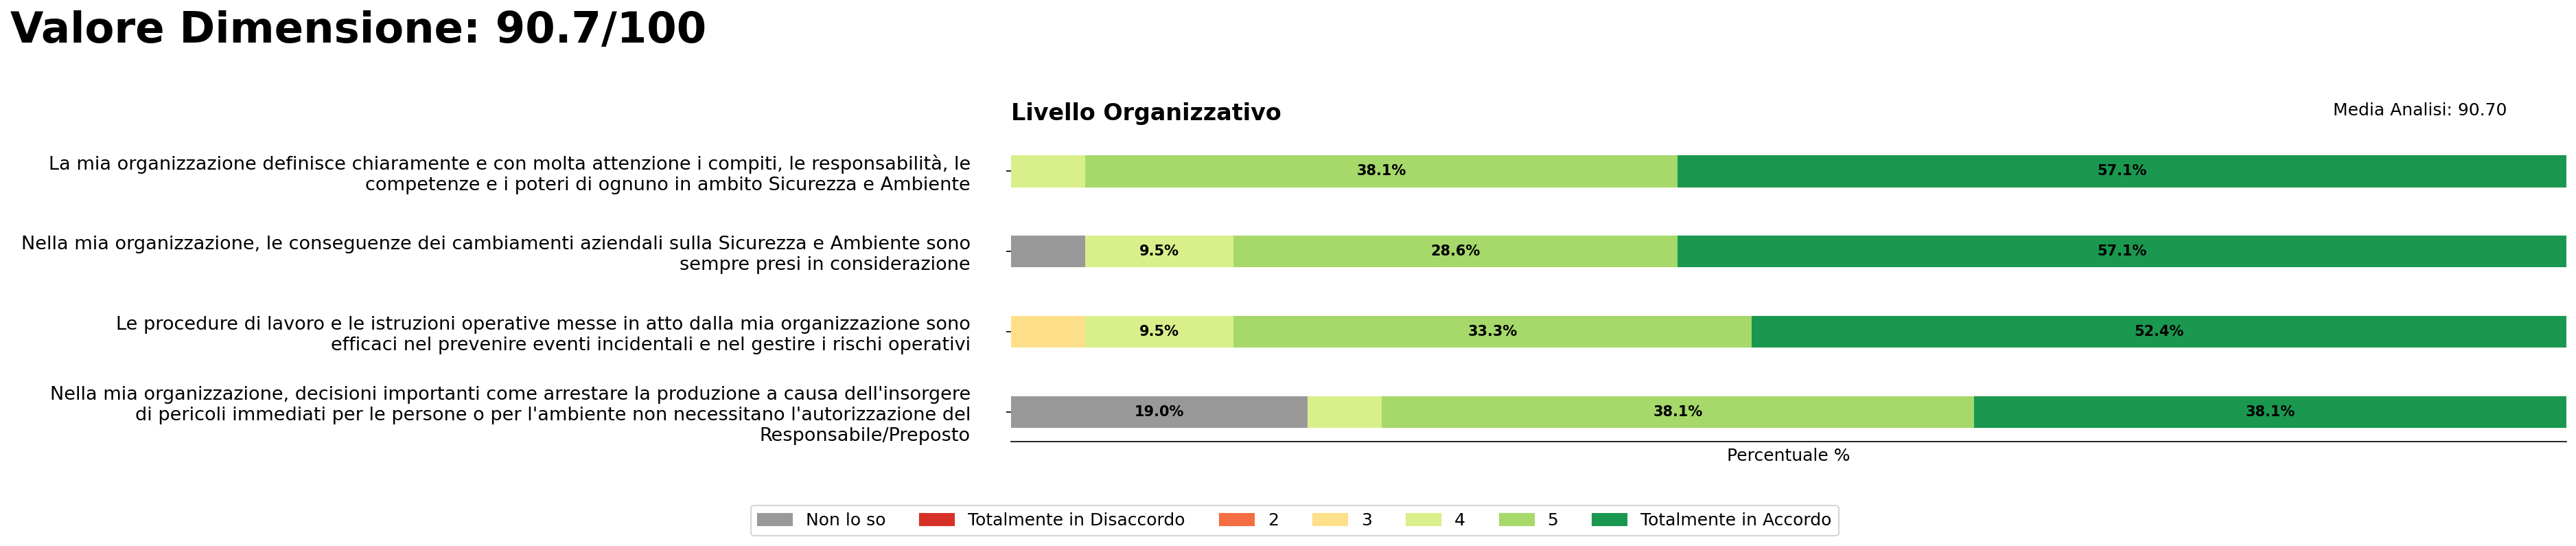 Valore Dimensione: 90.7/100
Livello Organizzativo
Media Analisi: 90.70
La mia organizzazione definisce chiaramente e con molta attenzione i compiti, le responsabilità, le
competenze e i poteri di ognuno in ambito Sicurezza e Ambiente
38.1%
57.1%
Nella mia organizzazione, le conseguenze dei cambiamenti aziendali sulla Sicurezza e Ambiente sono
sempre presi in considerazione
9.5%
28.6%
57.1%
Le procedure di lavoro e le istruzioni operative messe in atto dalla mia organizzazione sono
efficaci nel prevenire eventi incidentali e nel gestire i rischi operativi
9.5%
33.3%
52.4%
Nella mia organizzazione, decisioni importanti come arrestare la produzione a causa dell'insorgere
di pericoli immediati per le persone o per l'ambiente non necessitano l'autorizzazione del
Responsabile/Preposto
19.0%
38.1%
38.1%
Percentuale %
Non lo so
Totalmente in Disaccordo
2
3
4
5
Totalmente in Accordo